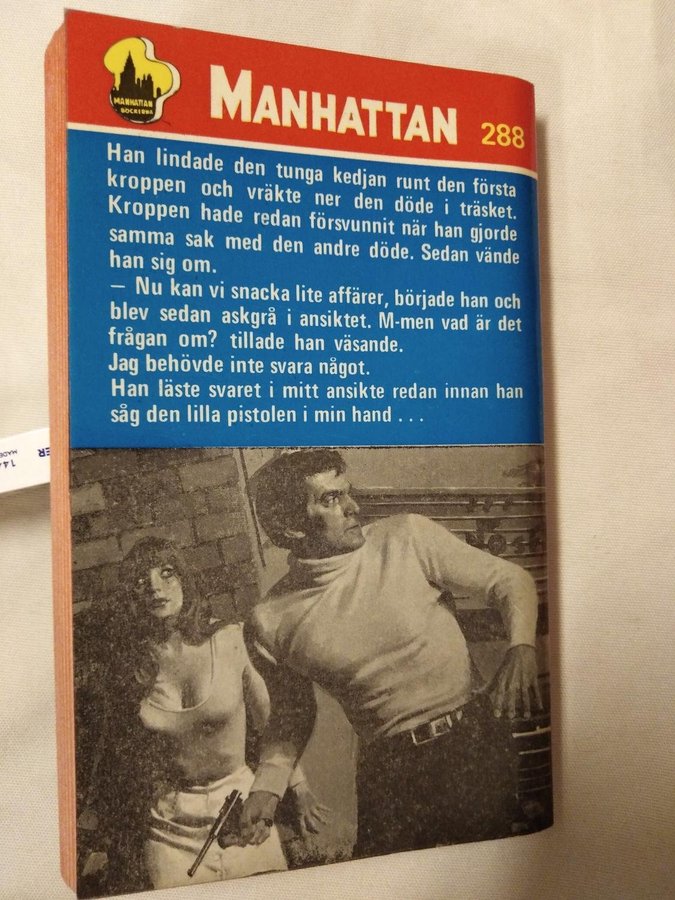 MANHATTAN
BÖCKERNA
MANHATTAN
288
Han lindade den tunga kedjan runt den första
kroppen och vräkte ner den döde i träsket.
Kroppen hade redan försvunnit när han gjorde
samma sak med den andre döde. Sedan vände
han sig om.
— Nu kan vi snacka lite affärer, började han och
blev sedan askgrå i ansiktet. M-men vad är det
frågan om? tillade han väsande.
Jag behövde inte svara något.
Han läste svaret i mitt ansikte redan innan han
såg den lilla pistolen i min hand . . .